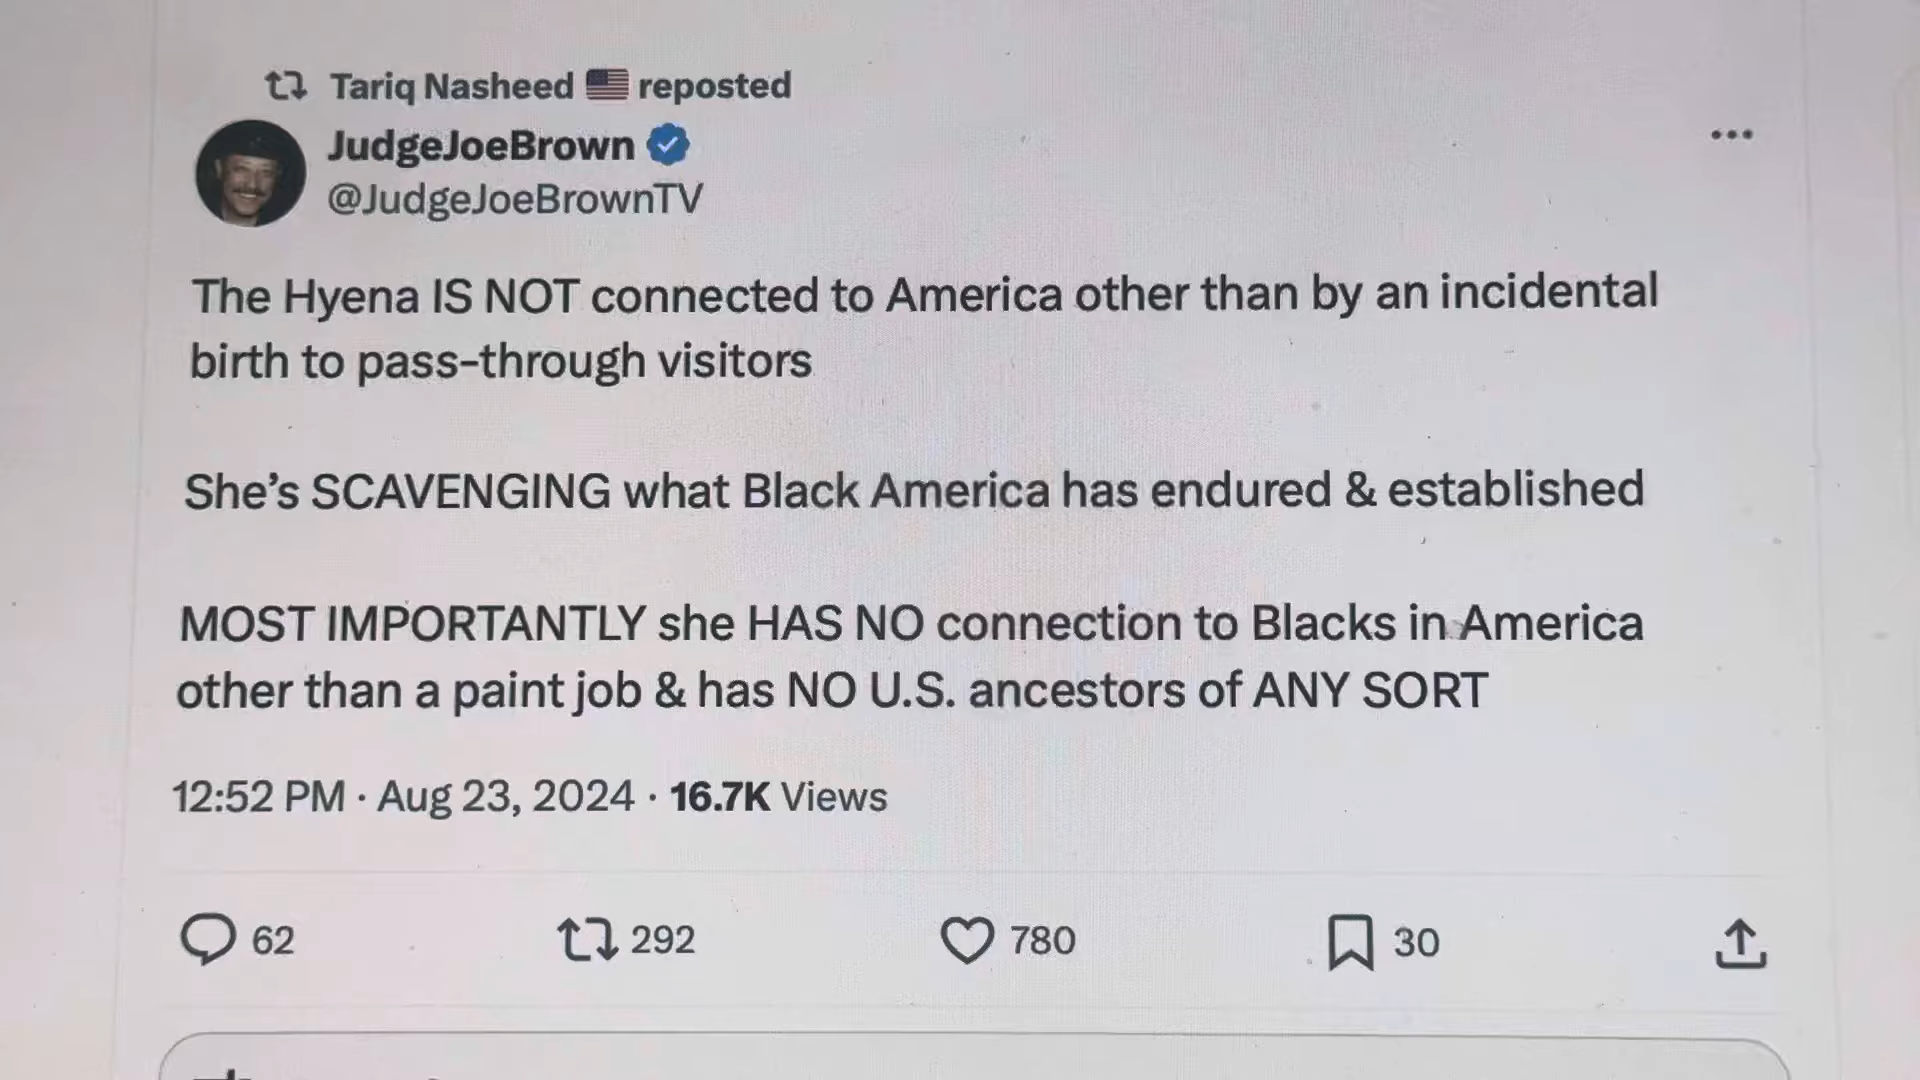 Tariq Nasheed 🇺🇸 reposted
JudgeJoeBrown
@JudgeJoeBrownTV
The Hyena IS NOT connected to America other than by an incidental
birth to pass-through visitors
She's SCAVENGING what Black America has endured & established
MOST IMPORTANTLY she HAS NO connection to Blacks in America
other than a paint job & has NO U.S. ancestors of ANY SORT
12:52 PM · Aug 23, 2024 · 16.7K Views
62 292 780 30